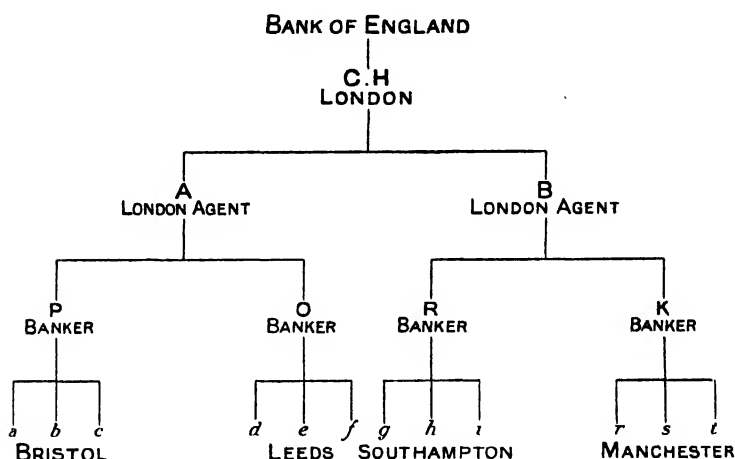 BANK OF ENGLAND
C.H
LONDON
A
LONDON AGENT
B
LONDON AGENT
P
BANKER
O
BANKER
R
BANKER
K
BANKER
a b c
BRISTOL
d e f
LEEDS
g h i
SOUTHAMPTON
r s t
MANCHESTER